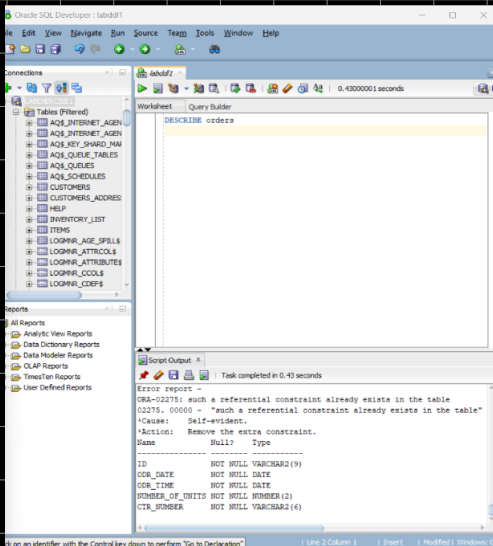 Oracle SQL Developer : labddl1
File Edit View Navigate Run Source Team Tools Window Help
Connections
labddl1
0.43000001 seconds
Worksheet Query Builder
DESCRIBE orders
Tables (Filtered)
AQ$_INTERNET_AGEN
AQ$_INTERNET_AGEN
AQ$_KEY_SHARD_MAP
AQ$_QUEUE_TABLES
AQ$_QUEUES
AQ$_SCHEDULES
CUSTOMERS
CUSTOMERS_ADDRES
HELP
INVENTORY_LIST
ITEMS
LOGMNR_AGE_SPILL$
LOGMNR_ATTRCOL$
LOGMNR_ATTRIBUTE$
LOGMNR_CCOL$
LOGMNR_CDEF$
Reports
All Reports
Analytic View Reports
Data Dictionary Reports
Data Modeler Reports
OLAP Reports
TimesTen Reports
User Defined Reports
Script Output x
Task completed in 0.43 seconds
Error report -
ORA-02275: such a referential constraint already exists in the table
02275. 00000 - "such a referential constraint already exists in the table"
*Cause: Self-evident.
*Action: Remove the extra constraint.
Name Null? Type
--------------- -------- -----------
ID NOT NULL VARCHAR2(9)
ODR_DATE NOT NULL DATE
ODR_TIME NOT NULL DATE
NUMBER_OF_UNITS NOT NULL NUMBER(2)
CTR_NUMBER NOT NULL VARCHAR2(6)
ck on an identifier with the Control key down to perform "Go to Declaration"
Line 2 Column 1 | Insert | Modified | Windows: C